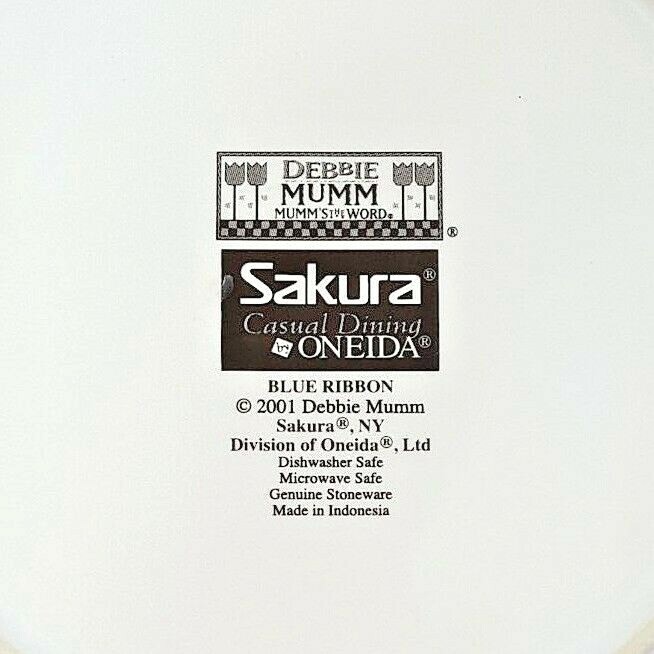 DEBBIE
MUMM
MUMM'S THE WORD®
®
Sakura®
Casual Dining
by ONEIDA®
BLUE RIBBON
© 2001 Debbie Mumm
Sakura®, NY
Division of Oneida®, Ltd
Dishwasher Safe
Microwave Safe
Genuine Stoneware
Made in Indonesia